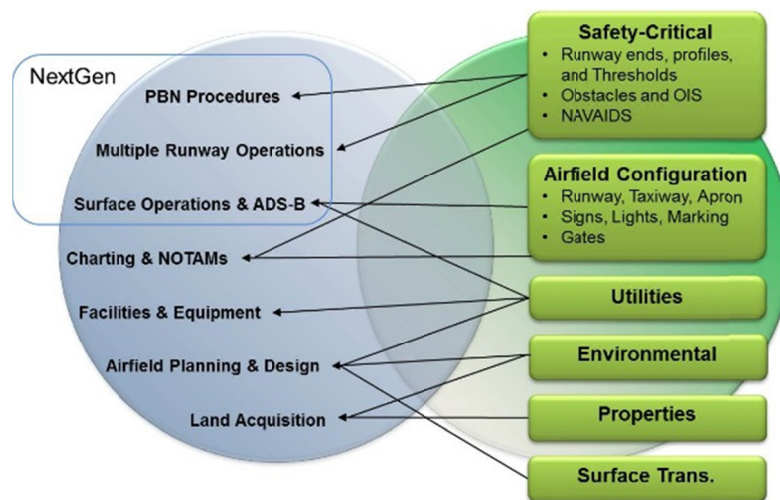 NextGen
PBN Procedures
Multiple Runway Operations
Surface Operations & ADS-B
Charting & NOTAMs
Facilities & Equipment
Airfield Planning & Design
Land Acquisition
Safety-Critical
• Runway ends, profiles,
and Thresholds
• Obstacles and OIS
• NAVAIDS
Airfield Configuration
• Runway, Taxiway, Apron
• Signs, Lights, Marking
• Gates
Utilities
Environmental
Properties
Surface Trans.